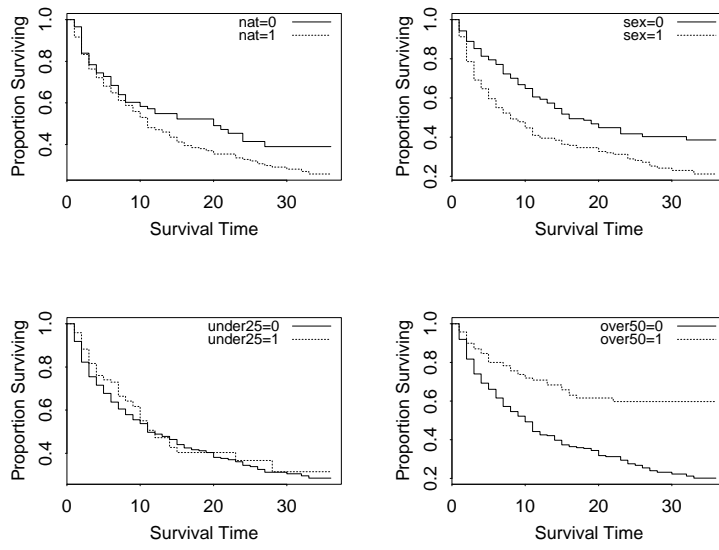 nat=0
nat=1
Proportion Surviving
1.0
0.8
0.6
0.4
0 10 20 30
Survival Time
sex=0
sex=1
Proportion Surviving
1.0
0.8
0.6
0.4
0.2
0 10 20 30
Survival Time
under25=0
under25=1
Proportion Surviving
1.0
0.8
0.6
0.4
0 10 20 30
Survival Time
over50=0
over50=1
Proportion Surviving
1.0
0.8
0.6
0.4
0.2
0 10 20 30
Survival Time